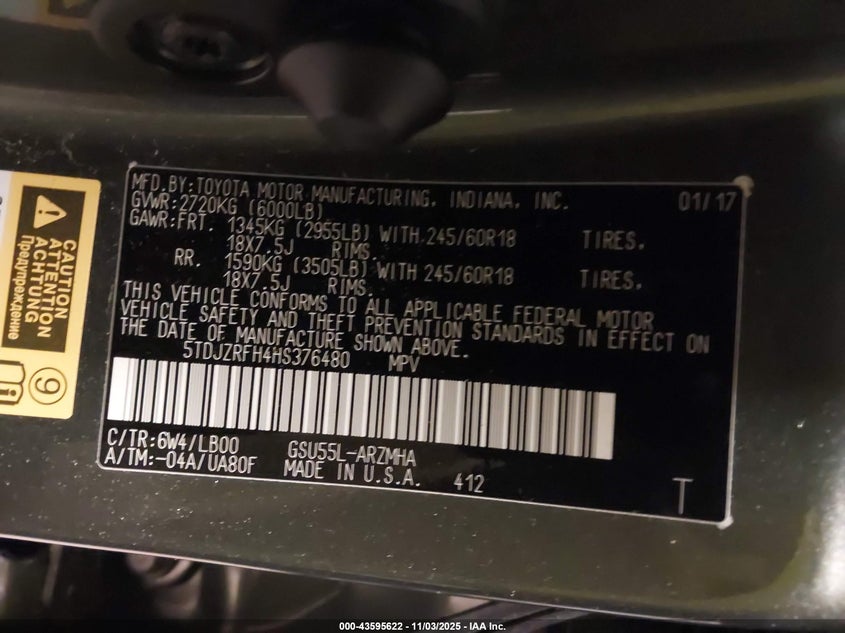 MFD.BY:TOYOTA MOTOR MANUFACTURING, INDIANA, INC. 01/17
GVWR:2720KG (6000LB)
GAWR:FRT. 1345KG (2955LB) WITH 245/60R18 TIRES.
18X7.5J RIMS.
RR. 1590KG (3505LB) WITH 245/60R18 TIRES.
18X7.5J RIMS.
THIS VEHICLE CONFORMS TO ALL APPLICABLE FEDERAL MOTOR
VEHICLE SAFETY AND THEFT PREVENTION STANDARDS IN EFFECT ON
THE DATE OF MANUFACTURE SHOWN ABOVE.
5TDJZRFH4HS376480 MPV
C/TR:6W4/LB00 GSU55L-ARZMHA
A/TM:-04A/UA80F MADE IN U.S.A. 412
T
CAUTION
ATTENTION
ACHTUNG
Предупреждение
9
000-43595622 - 11/03/2025 - IAA Inc.